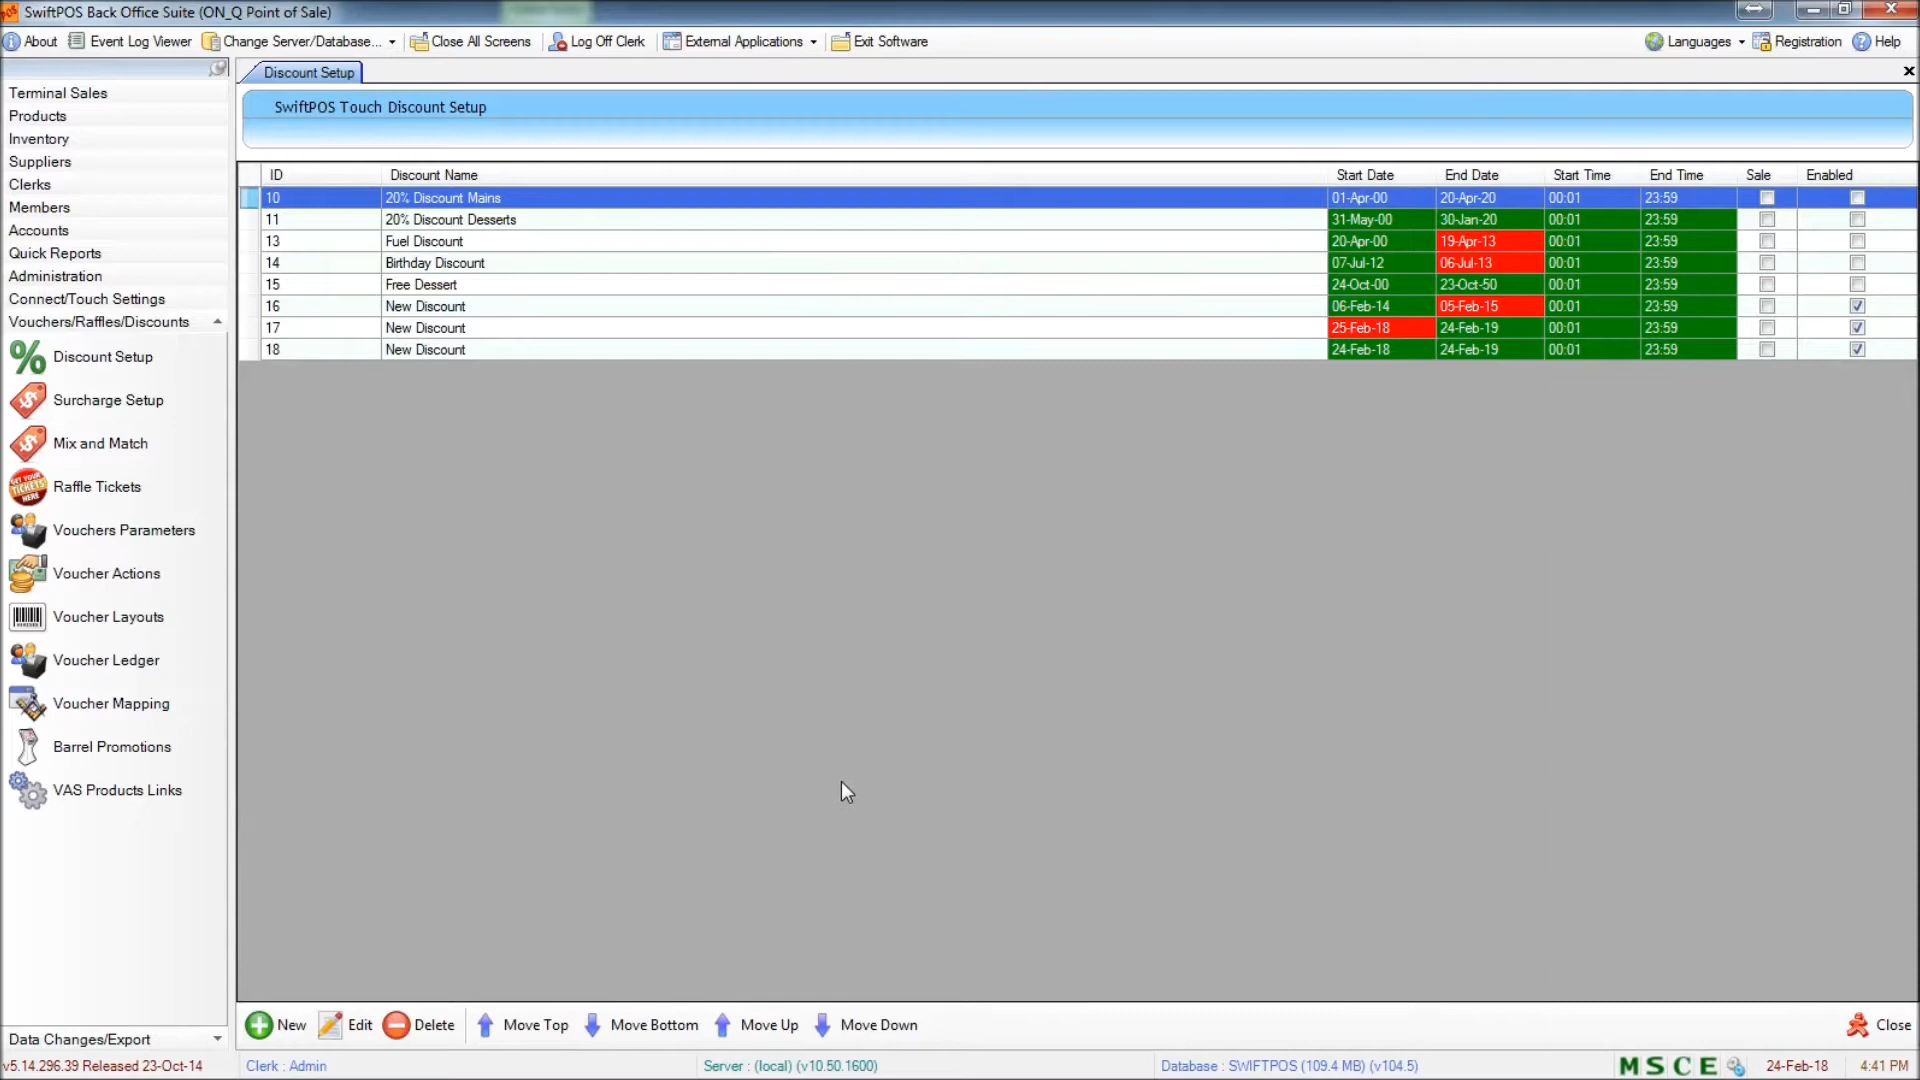 SwiftPOS Back Office Suite (ON_Q Point of Sale)
About Event Log Viewer Change Server/Database... Close All Screens Log Off Clerk External Applications Exit Software Languages Registration Help
Discount Setup
SwiftPOS Touch Discount Setup
Terminal Sales
Products
Inventory
Suppliers
Clerks
Members
Accounts
Quick Reports
Administration
Connect/Touch Settings
Vouchers/Raffles/Discounts
Discount Setup
Surcharge Setup
Mix and Match
Raffle Tickets
Vouchers Parameters
Voucher Actions
Voucher Layouts
Voucher Ledger
Voucher Mapping
Barrel Promotions
VAS Products Links
Data Changes/Export
ID Discount Name Start Date End Date Start Time End Time Sale Enabled
10 20% Discount Mains 01-Apr-00 20-Apr-20 00:01 23:59
11 20% Discount Desserts 31-May-00 30-Jan-20 00:01 23:59
13 Fuel Discount 20-Apr-00 19-Apr-13 00:01 23:59
14 Birthday Discount 07-Jul-12 06-Jul-13 00:01 23:59
15 Free Dessert 24-Oct-00 23-Oct-50 00:01 23:59
16 New Discount 06-Feb-14 05-Feb-15 00:01 23:59
17 New Discount 25-Feb-18 24-Feb-19 00:01 23:59
18 New Discount 24-Feb-18 24-Feb-19 00:01 23:59
New Edit Delete Move Top Move Bottom Move Up Move Down Close
v5.14.296.39 Released 23-Oct-14 Clerk : Admin Server : (local) (v10.50.1600) Database : SWIFTPOS (109.4 MB) (v104.5) M S C E 24-Feb-18 4:41 PM